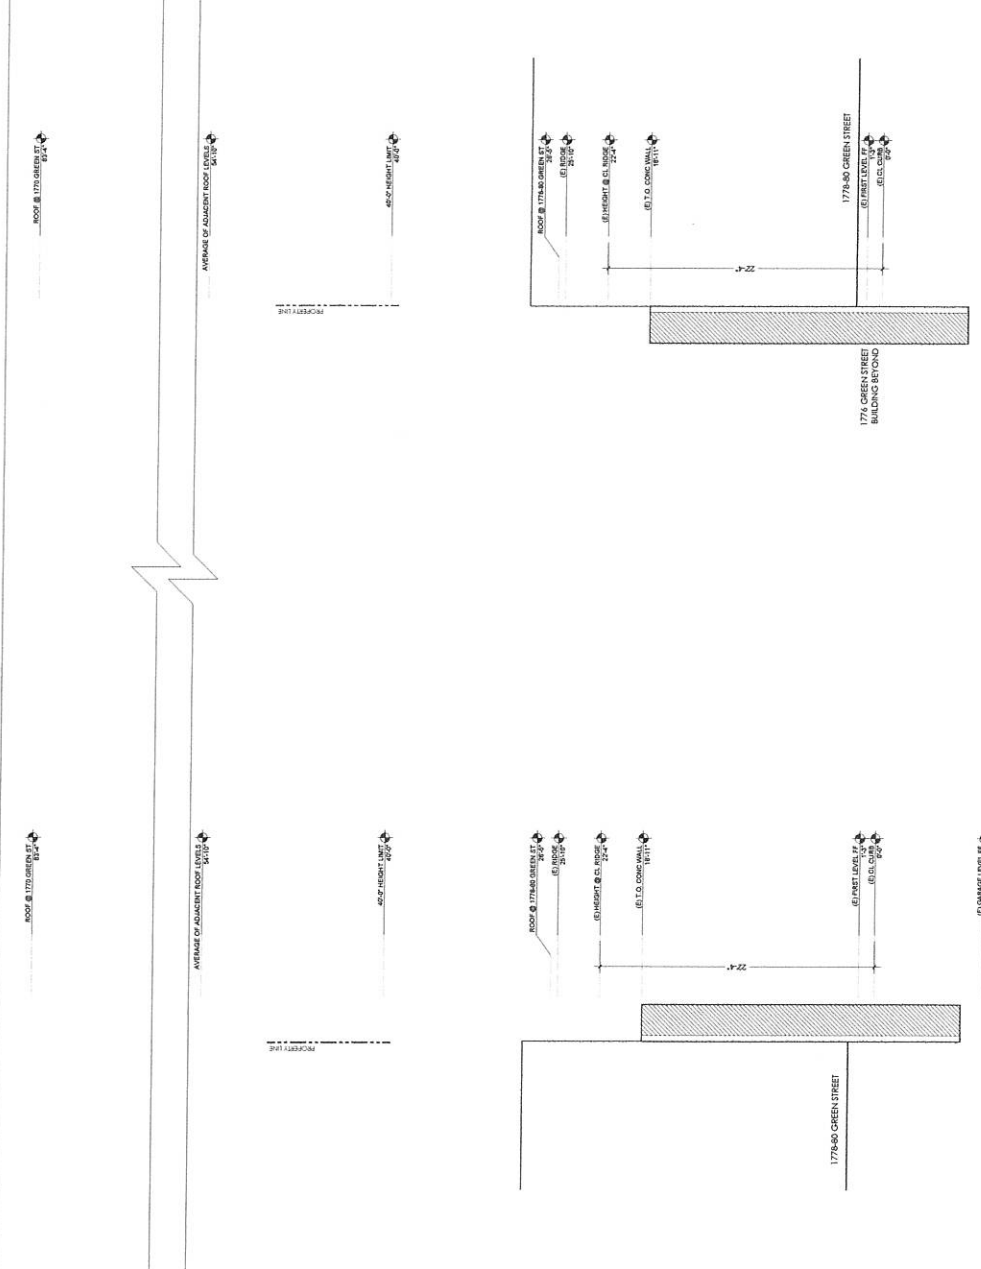 ROOF @ 1770 GREEN ST
83'-4"
AVERAGE OF ADJACENT ROOF LEVELS
54'-10"
40'-0" HEIGHT LIMIT
40'-0"
PROPERTY LINE
ROOF @ 1778-80 GREEN ST
26'-5"
(E) RIDGE
25'-10"
(E) HEIGHT @ CL RIDGE
22'-4"
(E) T.O. CONC WALL
18'-11"
1778-80 GREEN STREET
(E) FIRST LEVEL FF
1'-3"
(E) CL CURB
0'-0"
22'-4"
1776 GREEN STREET
BUILDING BEYOND
ROOF @ 1770 GREEN ST
83'-4"
AVERAGE OF ADJACENT ROOF LEVELS
54'-10"
40'-0" HEIGHT LIMIT
40'-0"
PROPERTY LINE
ROOF @ 1778-80 GREEN ST
26'-5"
(E) RIDGE
25'-10"
(E) HEIGHT @ CL RIDGE
22'-4"
(E) T.O. CONC WALL
18'-11"
(E) FIRST LEVEL FF
1'-3"
(E) CL CURB
0'-0"
22'-4"
1778-80 GREEN STREET
(E) GARAGE LEVEL FF